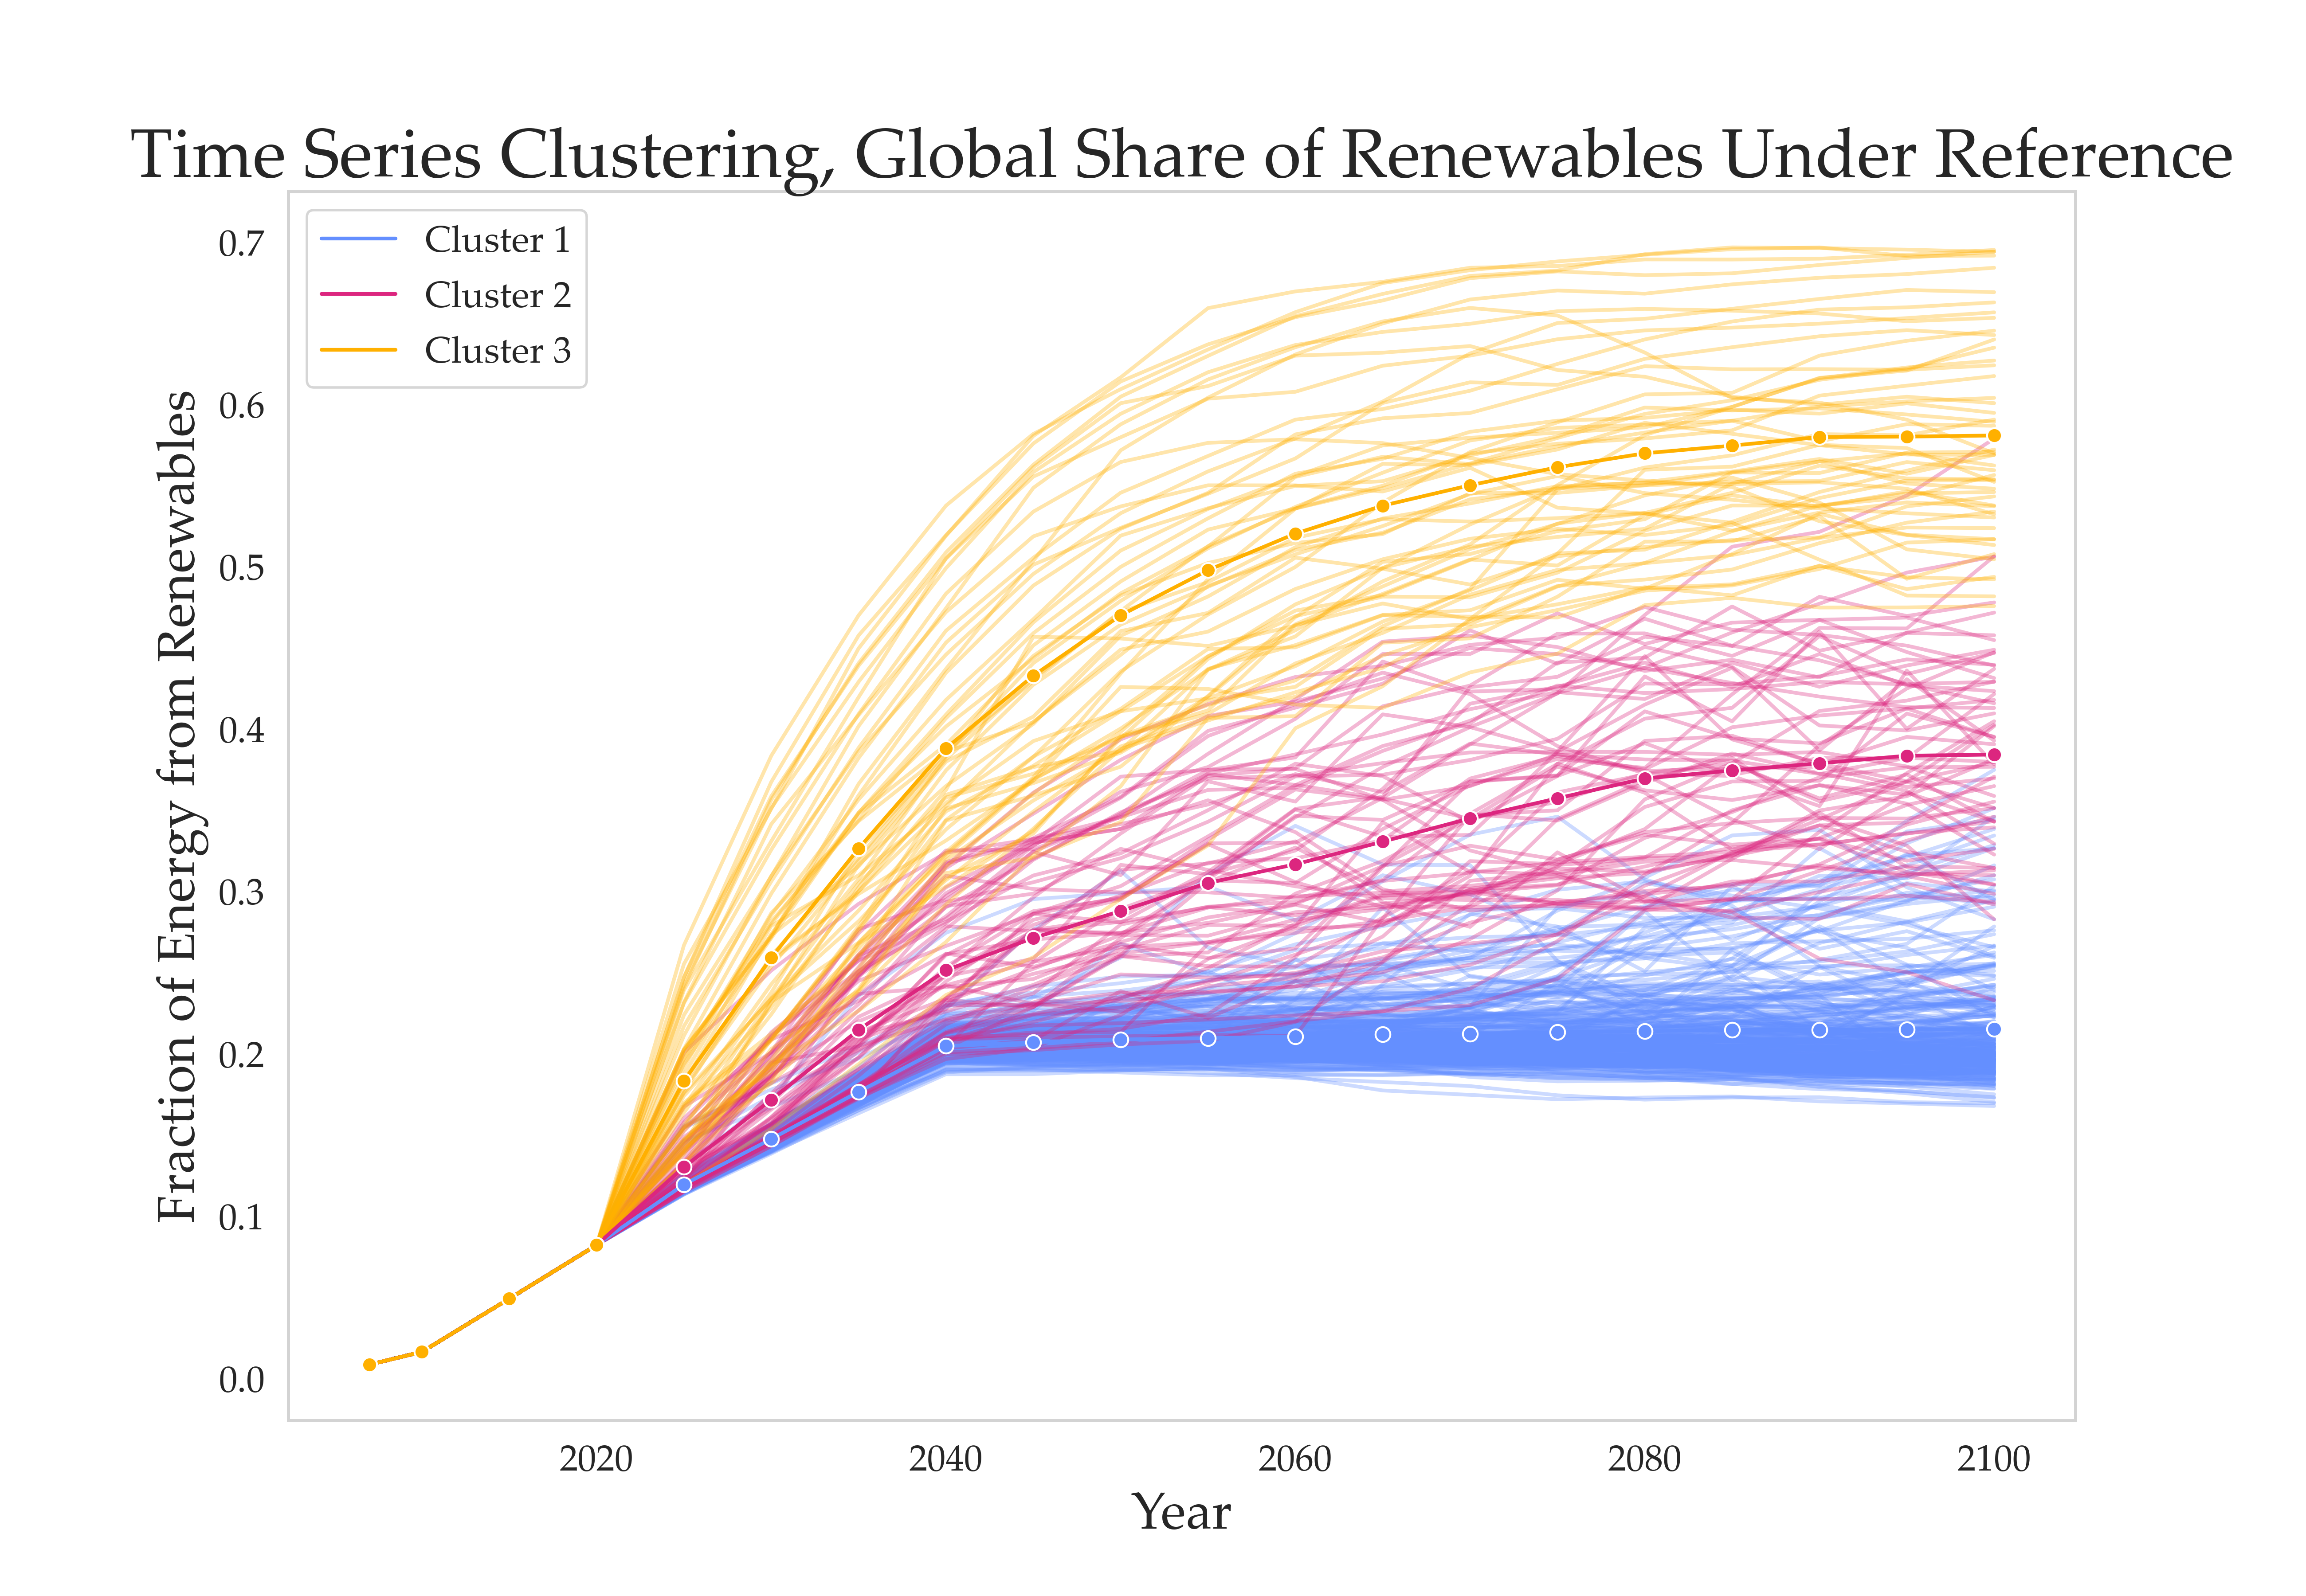 Time Series Clustering, Global Share of Renewables Under Reference
Cluster 1
Cluster 2
Cluster 3
Fraction of Energy from Renewables
0.7
0.6
0.5
0.4
0.3
0.2
0.1
0.0
2020
2040
2060
2080
2100
Year